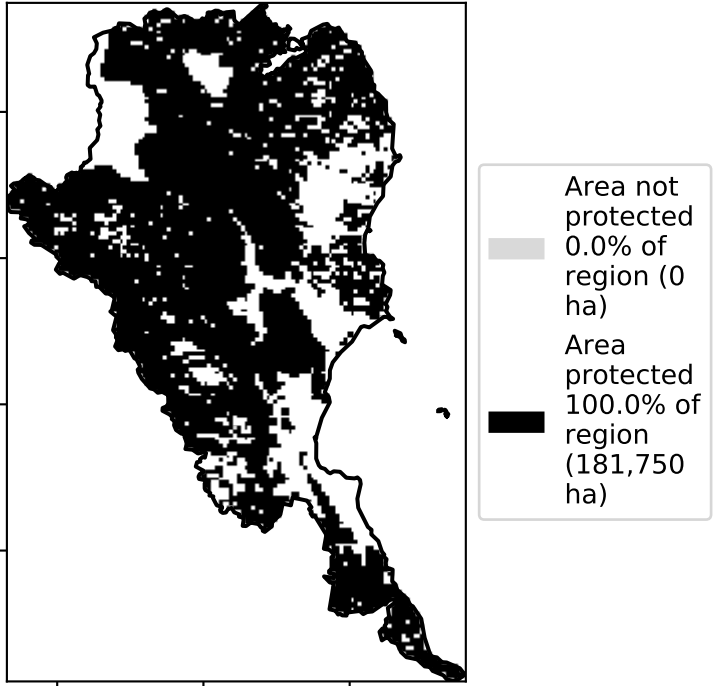 Area not
protected
0.0% of
region (0
ha)
Area
protected
100.0% of
region
(181,750
ha)